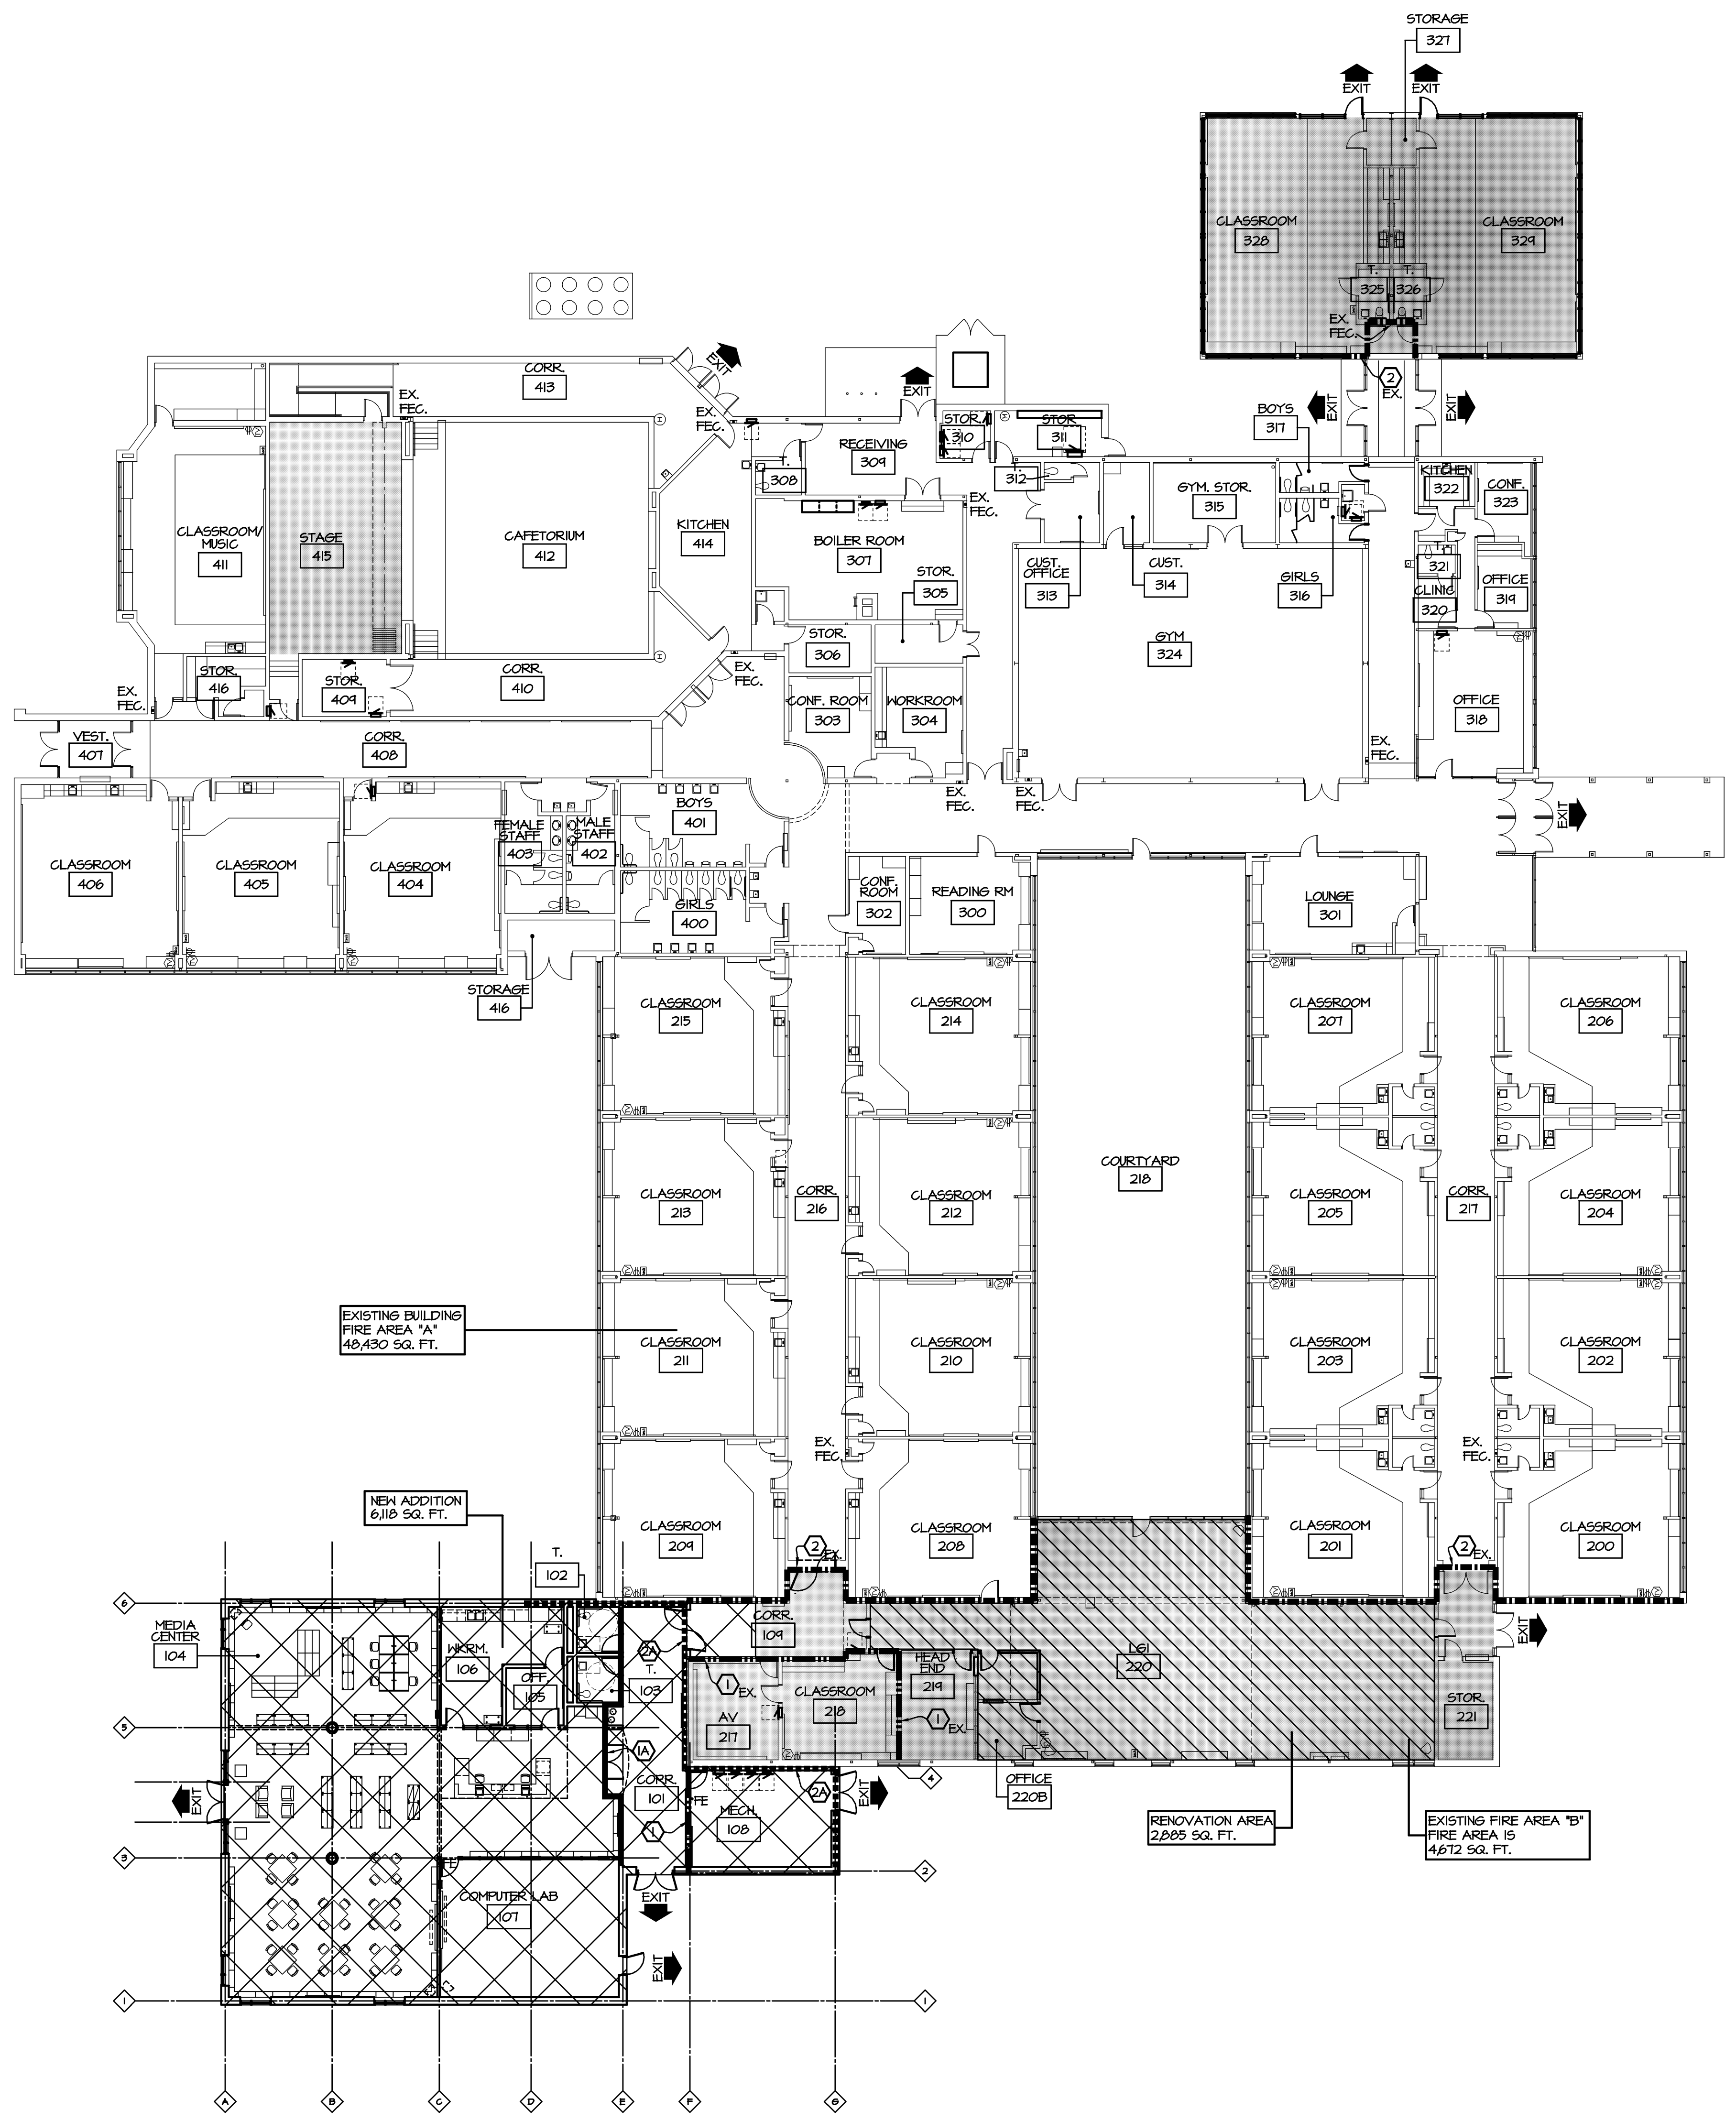 STORAGE
327
EXIT
EXIT
CLASSROOM
328
CLASSROOM
329
T.
325
T.
326
EX.
FEC.
2
EX.
EXIT
EXIT
EXIT
CORR.
413
EX.
FEC.
EX.
FEC.
EXIT
STOR.
310
STOR.
311
BOYS
317
RECEIVING
309
T.
308
T.
312
GYM. STOR.
315
KITCHEN
322
CONF.
323
EX.
FEC.
CLASSROOM/
MUSIC
411
STAGE
415
CAFETORIUM
412
KITCHEN
414
BOILER ROOM
307
STOR.
305
CUST.
OFFICE
313
CUST.
314
GIRLS
316
T.
321
CLINIC
320
OFFICE
319
STOR.
306
GYM
324
STOR.
416
STOR.
409
CORR.
410
EX.
FEC.
EX.
FEC.
CONF. ROOM
303
WORKROOM
304
OFFICE
318
VEST.
407
CORR.
408
EX.
FEC.
EX.
FEC.
EX.
FEC.
BOYS
401
EXIT
FEMALE
STAFF
403
MALE
STAFF
402
CLASSROOM
406
CLASSROOM
405
CLASSROOM
404
CONF.
ROOM
302
READING RM
300
LOUNGE
301
GIRLS
400
STORAGE
416
CLASSROOM
215
CLASSROOM
214
CLASSROOM
207
CLASSROOM
206
COURTYARD
218
CLASSROOM
213
CORR.
216
CLASSROOM
212
CLASSROOM
205
CORR.
217
CLASSROOM
204
EXISTING BUILDING
FIRE AREA "A"
48,430 SQ. FT.
CLASSROOM
211
CLASSROOM
210
CLASSROOM
203
CLASSROOM
202
EX.
FEC.
EX.
FEC.
NEW ADDITION
6,118 SQ. FT.
CLASSROOM
209
CLASSROOM
208
CLASSROOM
201
CLASSROOM
200
2
EX.
2
EX.
T.
102
6
CORR.
109
MEDIA
CENTER
104
WKRM.
106
2A
T.
103
OFF
105
LGI
220
EXIT
HEAD
END
219
1
EX.
CLASSROOM
218
AV
217
1
EX.
STOR.
221
5
1A
CORR.
101
4
OFFICE
220B
EXIT
FE
MECH.
108
2A
EXIT
1
RENOVATION AREA
2,885 SQ. FT.
EXISTING FIRE AREA "B"
FIRE AREA IS
4,672 SQ. FT.
3
FE
2
COMPUTER LAB
107
EXIT
EXIT
1
1
A
B
C
D
E
F
G